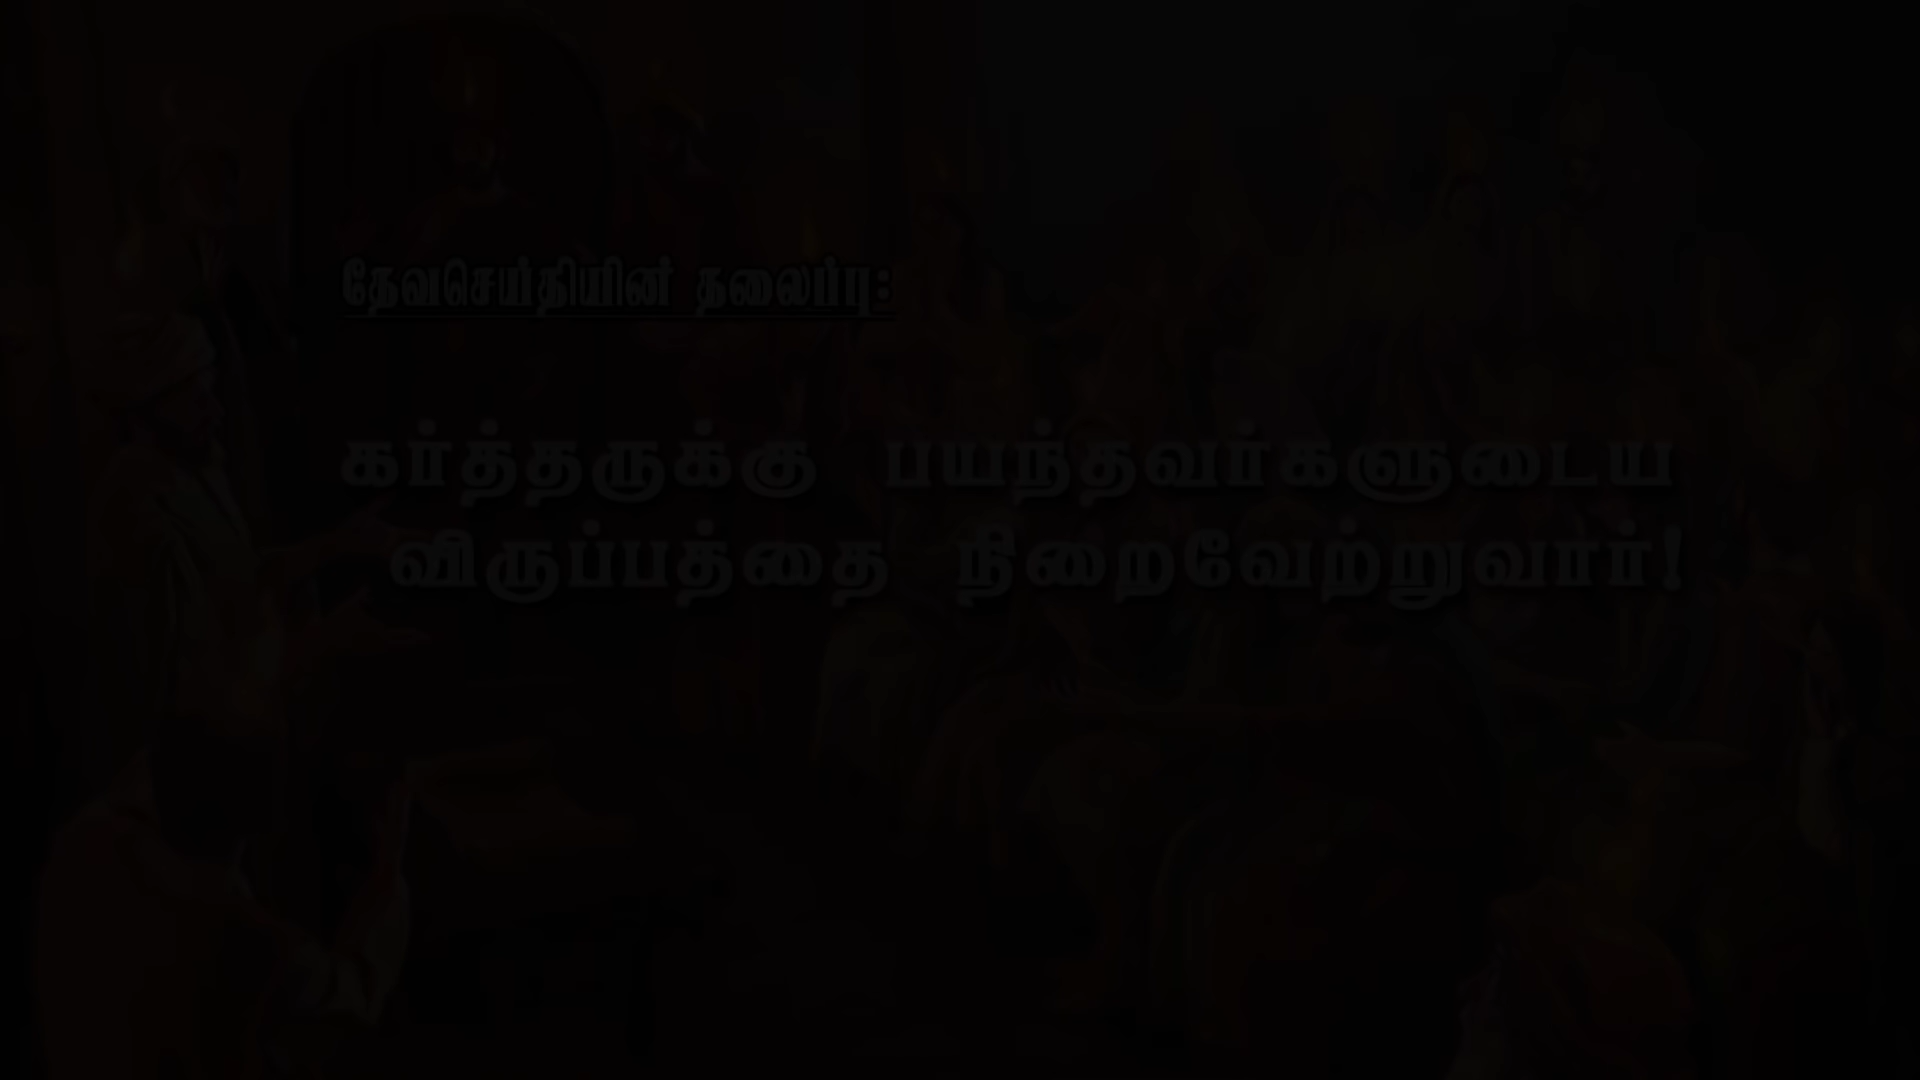 தேவசெய்தியின் தலைப்பு:
கர்த்தருக்கு பயந்தவர்களுடைய
விருப்பத்தை நிறைவேற்றுவார்!